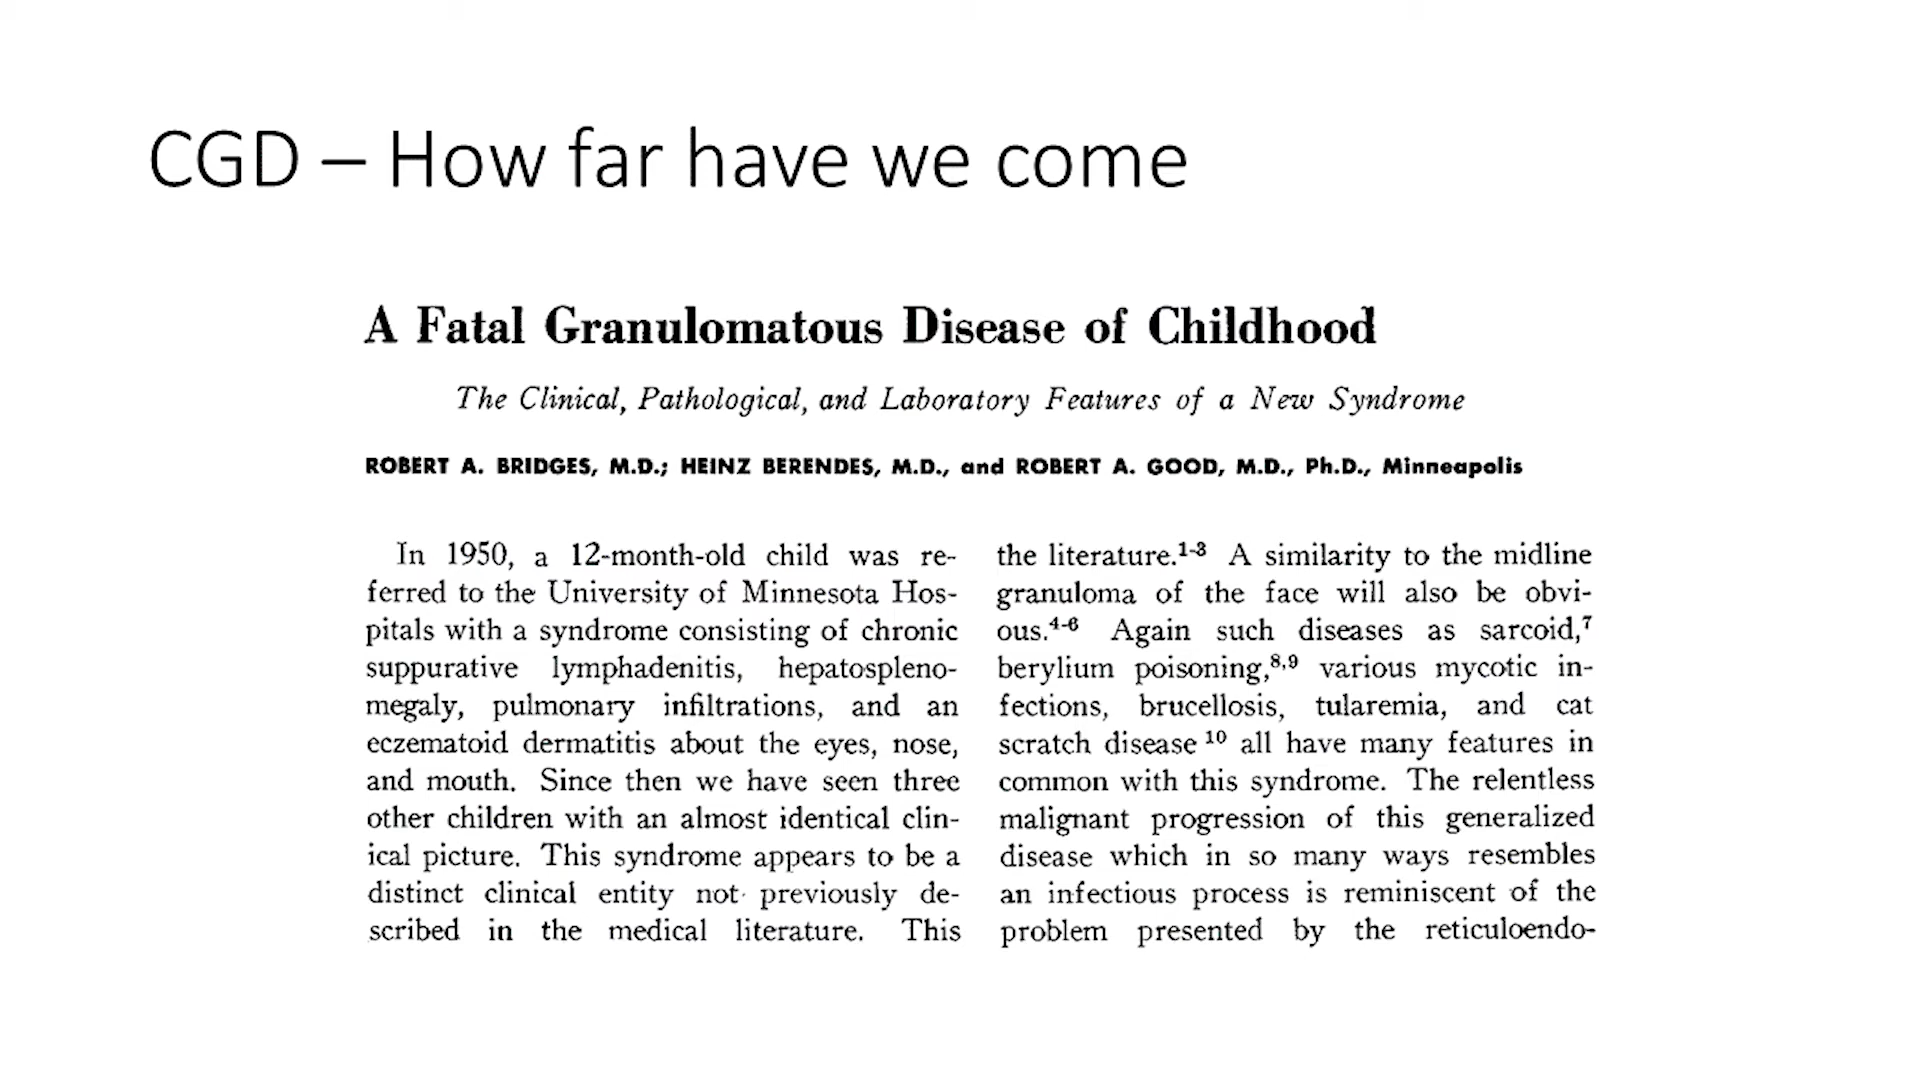 CGD – How far have we come
A Fatal Granulomatous Disease of Childhood
The Clinical, Pathological, and Laboratory Features of a New Syndrome
ROBERT A. BRIDGES, M.D.; HEINZ BERENDES, M.D., and ROBERT A. GOOD, M.D., Ph.D., Minneapolis
In 1950, a 12-month-old child was re-
ferred to the University of Minnesota Hos-
pitals with a syndrome consisting of chronic
suppurative lymphadenitis, hepatospleno-
megaly, pulmonary infiltrations, and an
eczematoid dermatitis about the eyes, nose,
and mouth. Since then we have seen three
other children with an almost identical clin-
ical picture. This syndrome appears to be a
distinct clinical entity not previously de-
scribed in the medical literature. This
the literature.¹⁻³ A similarity to the midline
granuloma of the face will also be obvi-
ous.⁴⁻⁶ Again such diseases as sarcoid,⁷
berylium poisoning,⁸,⁹ various mycotic in-
fections, brucellosis, tularemia, and cat
scratch disease ¹⁰ all have many features in
common with this syndrome. The relentless
malignant progression of this generalized
disease which in so many ways resembles
an infectious process is reminiscent of the
problem presented by the reticuloendo-